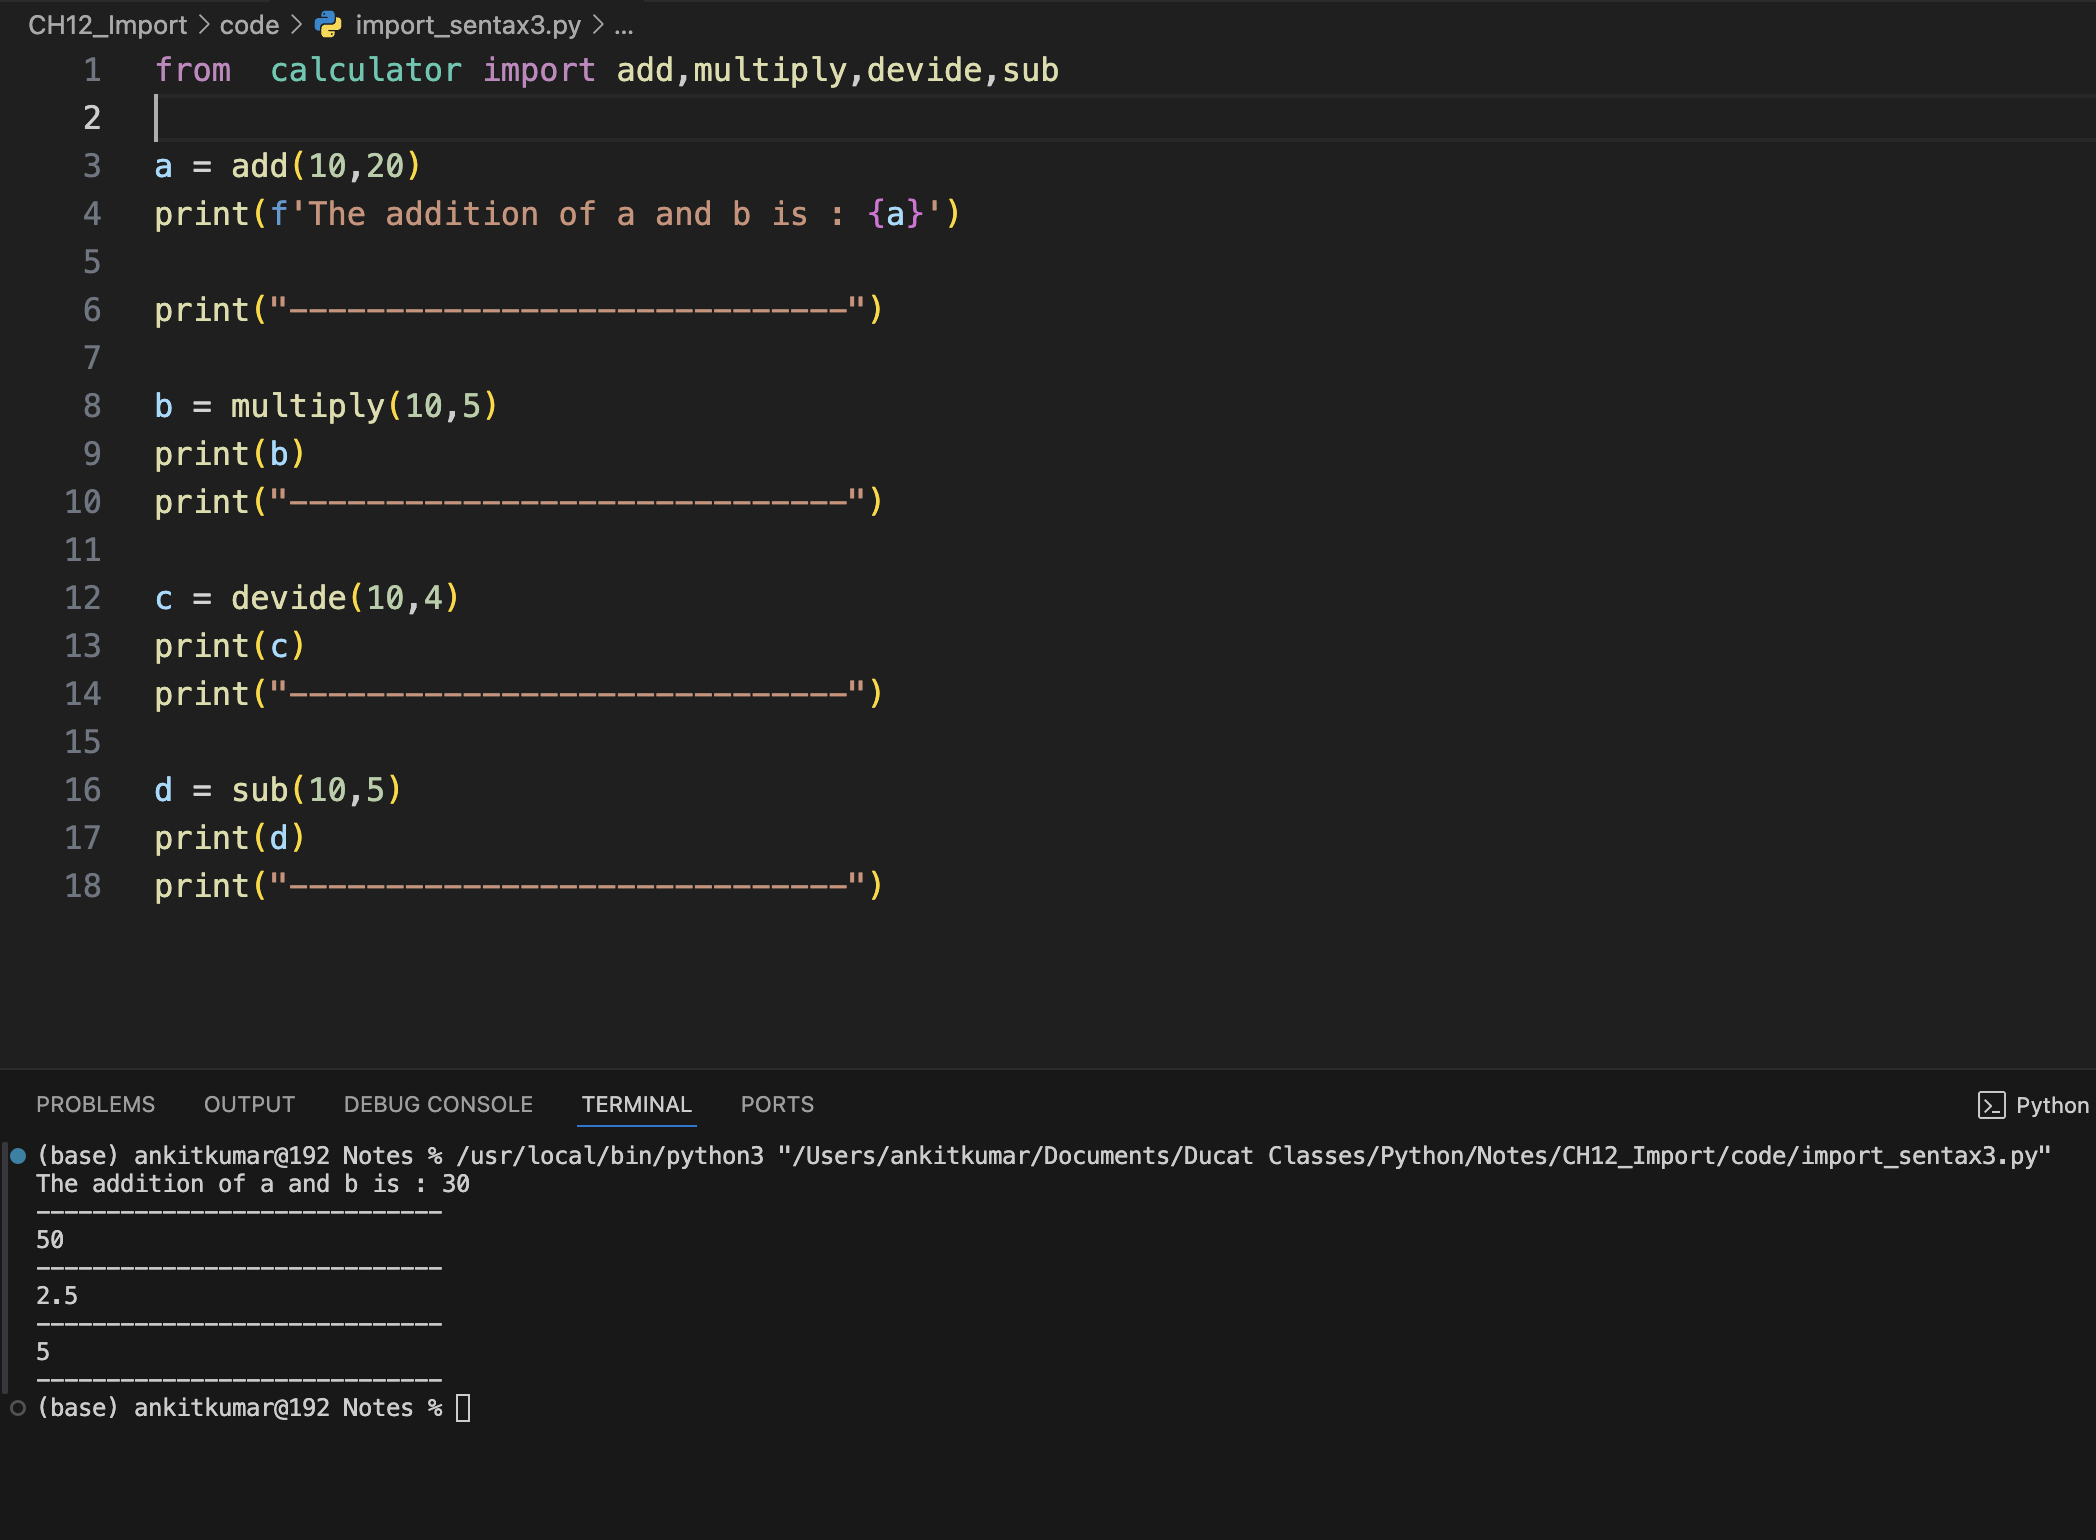 CH12_Import > code > import_sentax3.py > ...
1 from  calculator import add,multiply,devide,sub
2
3 a = add(10,20)
4 print(f'The addition of a and b is : {a}')
5
6 print("-----------------------------")
7
8 b = multiply(10,5)
9 print(b)
10 print("-----------------------------")
11
12 c = devide(10,4)
13 print(c)
14 print("-----------------------------")
15
16 d = sub(10,5)
17 print(d)
18 print("-----------------------------")
PROBLEMS OUTPUT DEBUG CONSOLE TERMINAL PORTS Python
(base) ankitkumar@192 Notes % /usr/local/bin/python3 "/Users/ankitkumar/Documents/Ducat Classes/Python/Notes/CH12_Import/code/import_sentax3.py"
The addition of a and b is : 30
-----------------------------
50
-----------------------------
2.5
-----------------------------
5
-----------------------------
(base) ankitkumar@192 Notes %